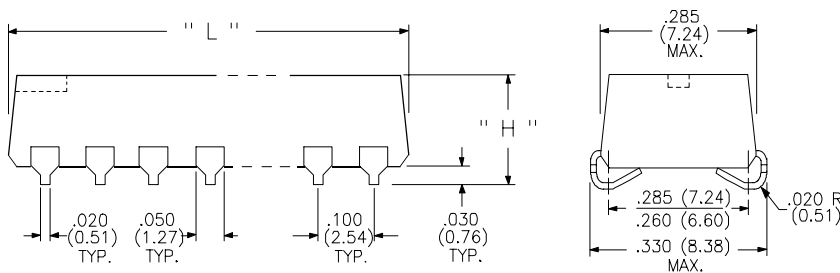 " L "
" H "
.020
(0.51)
TYP.
.050
(1.27)
TYP.
.100
(2.54)
TYP.
.030
(0.76)
TYP.
.285
(7.24)
MAX.
.285 (7.24)
.260 (6.60)
.330 (8.38)
MAX.
.020 R
(0.51)